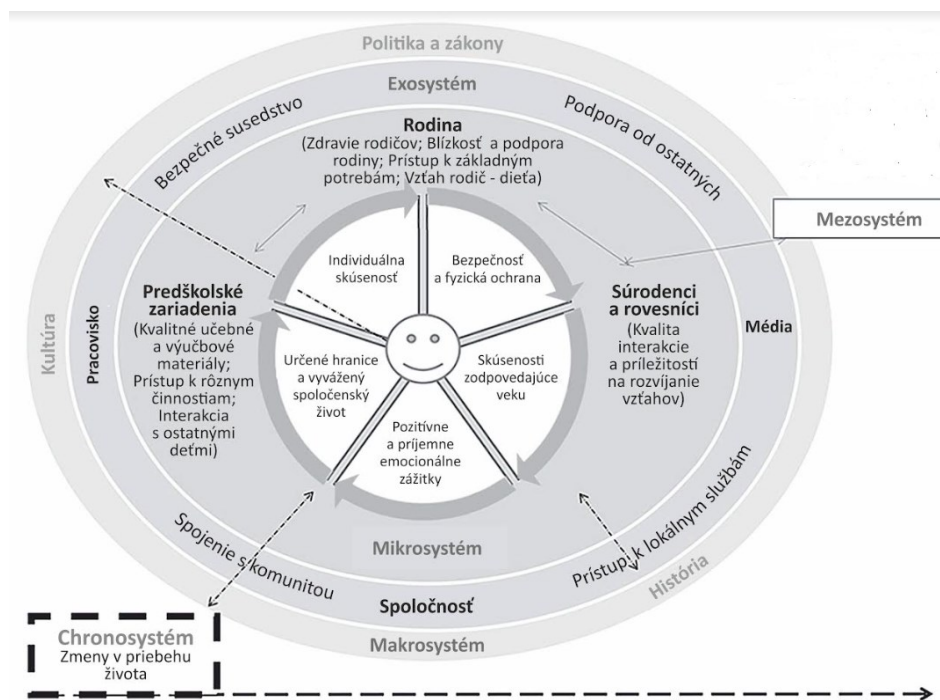 Politika a zákony
Exosystém
Bezpečné susedstvo
Podpora od ostatných
Rodina
(Zdravie rodičov; Blízkosť a podpora
rodiny; Prístup k základným
potrebám; Vzťah rodič - dieťa)
Mezosystém
Individuálna
skúsenosť
Bezpečnosť
a fyzická ochrana
Predškolské
zariadenia
(Kvalitné učebné
a výučbové
materiály;
Prístup k rôznym
činnostiam;
Interakcia
s ostatnými
deťmi)
Súrodenci
a rovesníci
(Kvalita
interakcie
a príležitostí
na rozvíjanie
vzťahov)
Kultúra
Pracovisko
Média
Určené hranice
a vyvážený
spoločenský
život
Skúsenosti
zodpovedajúce
veku
Pozitívne
a príjemne
emocionálne
zážitky
Mikrosystém
Spojenie s komunitou
Prístup k lokálnym službám
História
Spoločnosť
Makrosystém
Chronosystém
Zmeny v priebehu
života